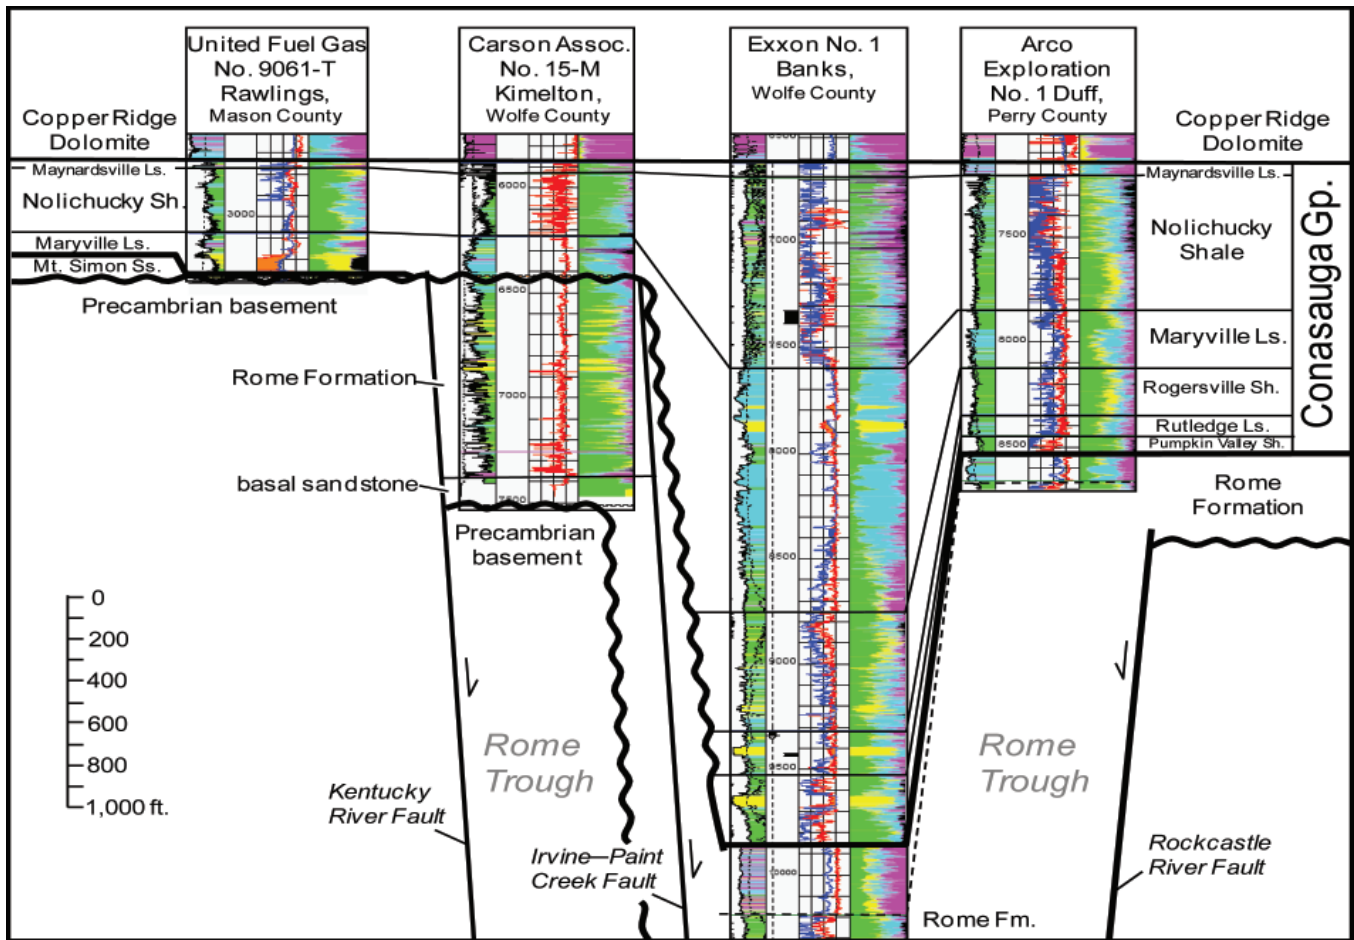 United Fuel Gas
No. 9061-T
Rawlings,
Mason County
Carson Assoc.
No. 15-M
Kimelton,
Wolfe County
Exxon No. 1
Banks,
Wolfe County
Arco
Exploration
No. 1 Duff,
Perry County
Copper Ridge
Dolomite
Maynardsville Ls.
Nolichucky Sh.
Maryville Ls.
Mt. Simon Ss.
Precambrian basement
3000
6000
6500
7000
7000
7500
8000
8500
9000
9500
10000
7500
8000
8500
Copper Ridge
Dolomite
Maynardsville Ls.
Nolichucky
Shale
Maryville Ls.
Rogersville Sh.
Rutledge Ls.
Pumpkin Valley Sh.
Conasauga Gp.
Rome
Formation
Rome Formation
basal sandstone
Precambrian
basement
0
200
400
600
800
1,000 ft.
Rome
Trough
Rome
Trough
Kentucky
River Fault
Irvine—Paint
Creek Fault
Rockcastle
River Fault
Rome Fm.